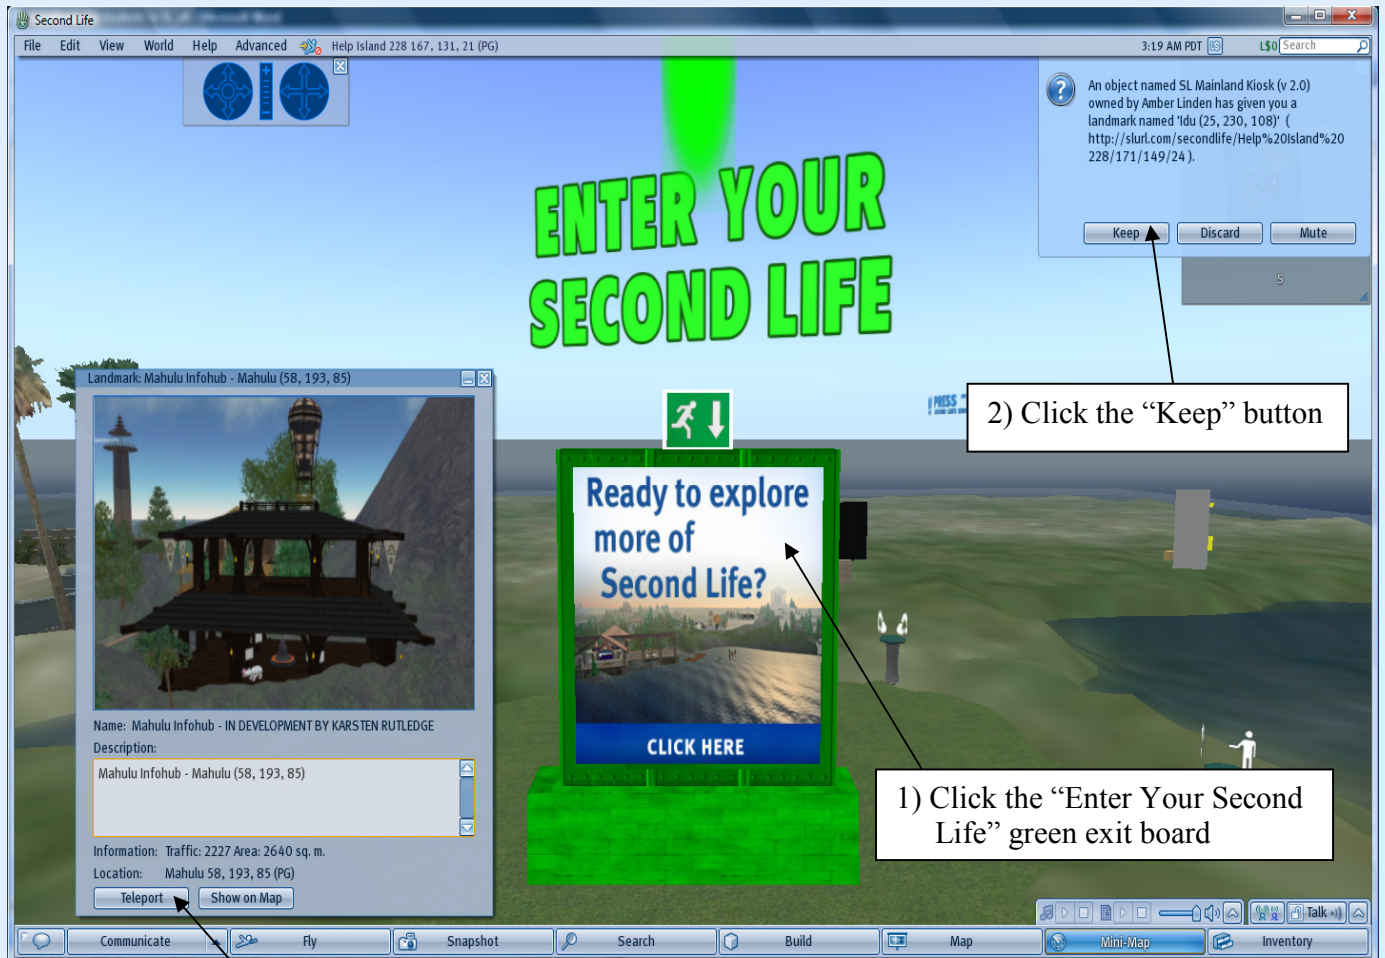 Second Life
File Edit View World Help Advanced Help Island 228 167, 131, 21 (PG) 3:19 AM PDT L$0 Search
An object named SL Mainland Kiosk (v 2.0)
owned by Amber Linden has given you a
landmark named 'Idu (25, 230, 108)' (
http://slurl.com/secondlife/Help%20Island%20
228/171/149/24 ).
Keep Discard Mute
S
ENTER YOUR
SECOND LIFE
2) Click the “Keep” button
PRESS
Landmark: Mahulu Infohub - Mahulu (58, 193, 85)
Ready to explore
more of
Second Life?
CLICK HERE
Name: Mahulu Infohub - IN DEVELOPMENT BY KARSTEN RUTLEDGE
Description:
Mahulu Infohub - Mahulu (58, 193, 85)
Information: Traffic: 2227 Area: 2640 sq. m.
Location: Mahulu 58, 193, 85 (PG)
Teleport Show on Map
1) Click the “Enter Your Second
Life” green exit board
Talk
Communicate Fly Snapshot Search Build Map Mini-Map Inventory